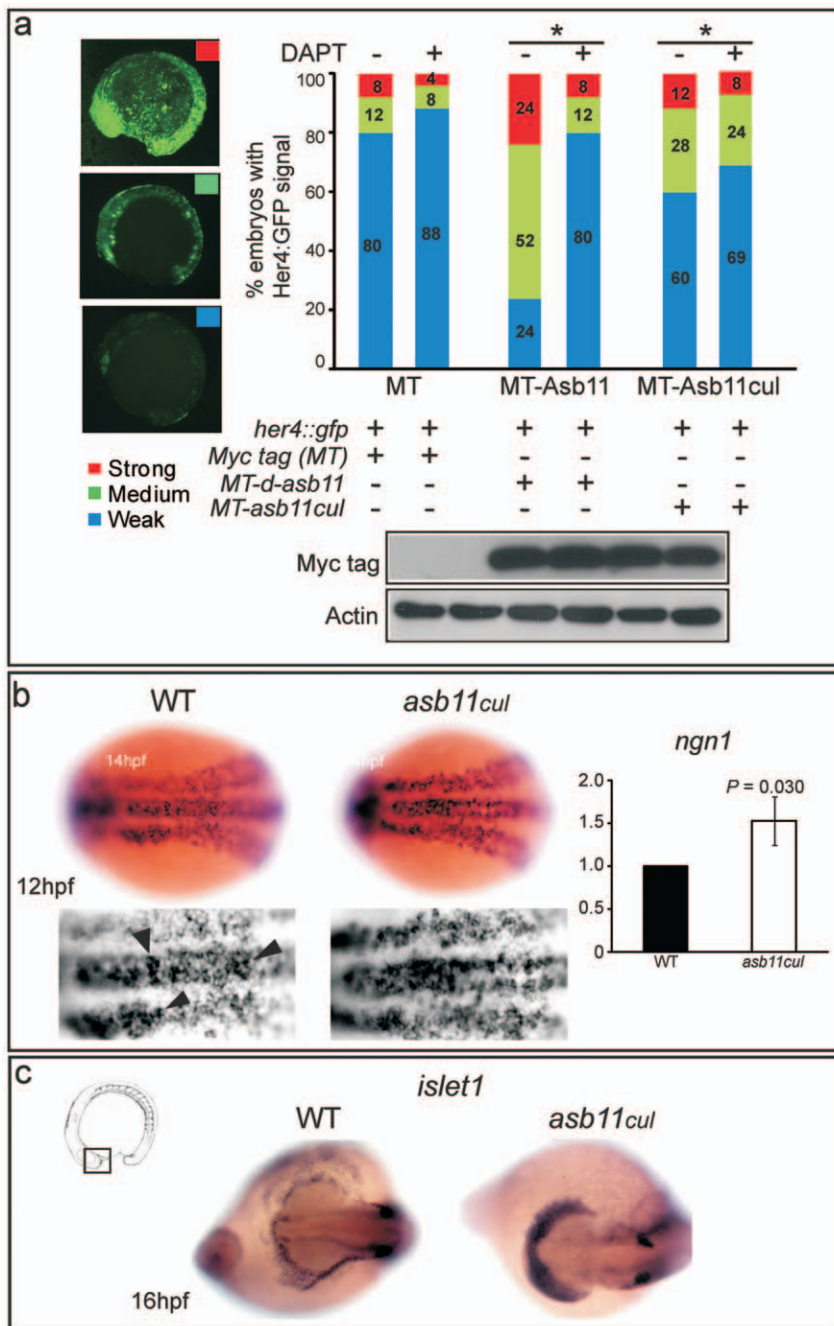 a
DAPT - + - + - +
* *
% embryos with
Her4:GFP signal
100
80
60
40
20
0
8 4 24 8 12 8
12 8 52 12 28 24
80 88 24 80 60 69
MT MT-Asb11 MT-Asb11cul
her4::gfp + + + + + +
Myc tag (MT) + + - - - -
MT-d-asb11 - - + + - -
MT-asb11cul - - - - + +
Strong
Medium
Weak
Myc tag
Actin
b
WT asb11cul
14hpf
12hpf
ngn1
P = 0.030
2.0
1.5
1.0
0.5
0
WT asb11cul
c
islet1
WT asb11cul
16hpf